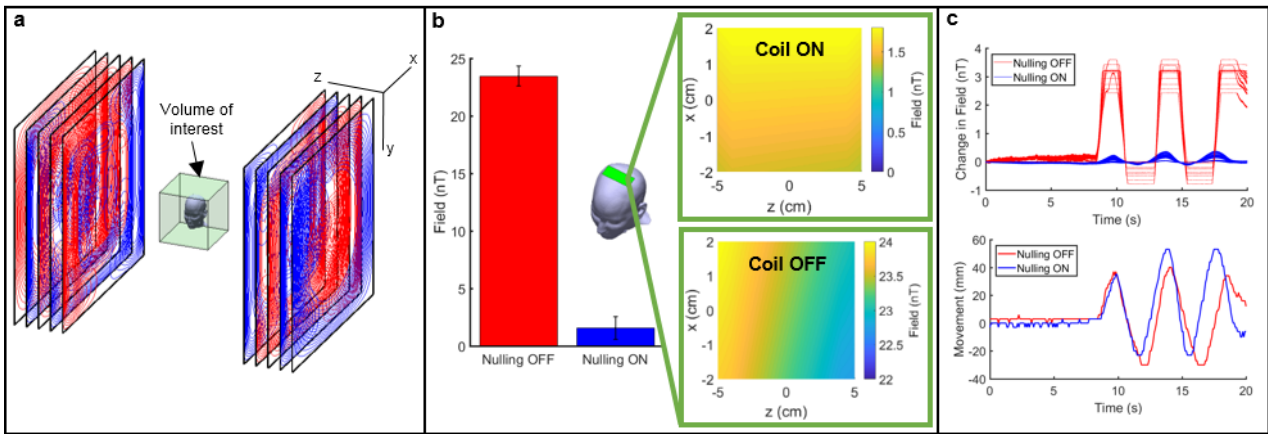 a
z
x
y
Volume of
interest
b
25
20
15
10
5
0
Field (nT)
Nulling OFF
Nulling ON
Coil ON
2
1
0
-1
-2
x (cm)
-5
0
5
z (cm)
1.5
1
0.5
0
Field (nT)
Coil OFF
2
1
0
-1
-2
x (cm)
-5
0
5
z (cm)
24
23.5
23
22.5
22
Field (nT)
c
Nulling OFF
Nulling ON
4
3
2
1
0
-1
Change in Field (nT)
0
5
10
15
20
Time (s)
Nulling OFF
Nulling ON
60
40
20
0
-20
-40
Movement (mm)
0
5
10
15
20
Time (s)